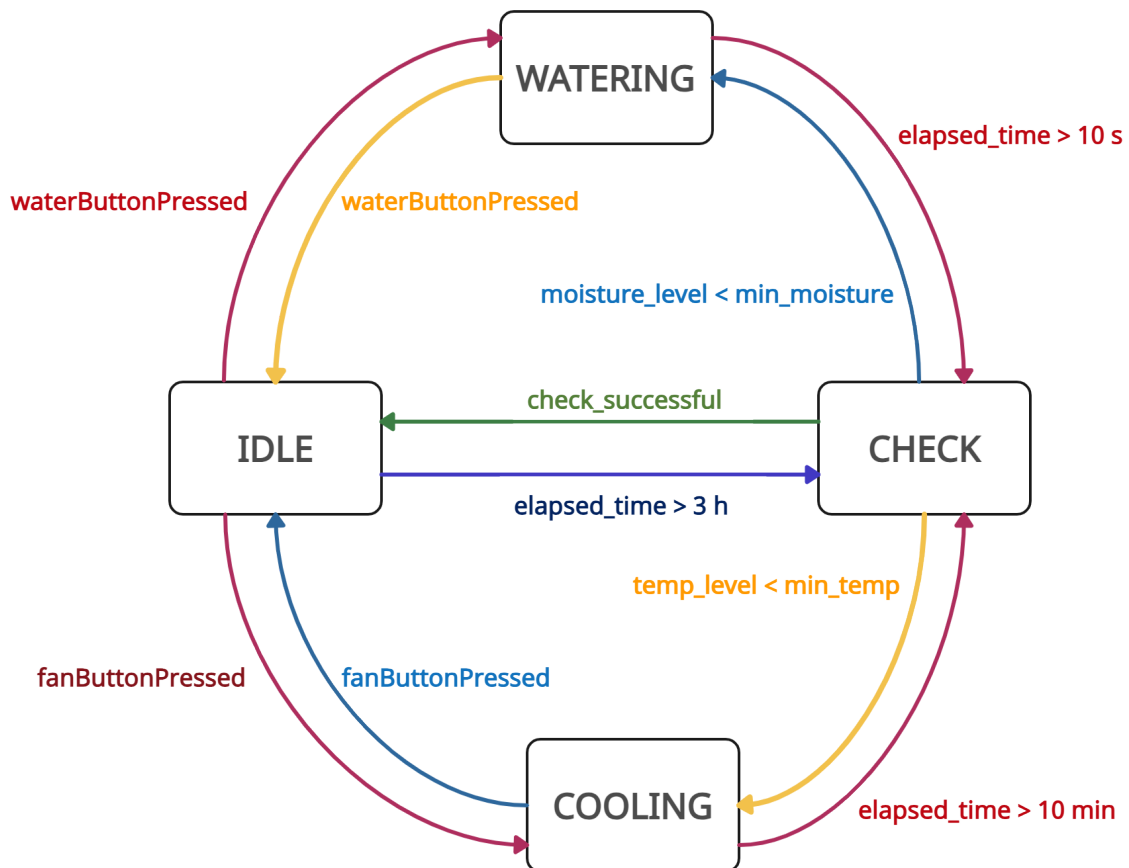 WATERING
elapsed_time > 10 s
waterButtonPressed
waterButtonPressed
moisture_level < min_moisture
check_successful
IDLE
CHECK
elapsed_time > 3 h
temp_level < min_temp
fanButtonPressed
fanButtonPressed
COOLING
elapsed_time > 10 min